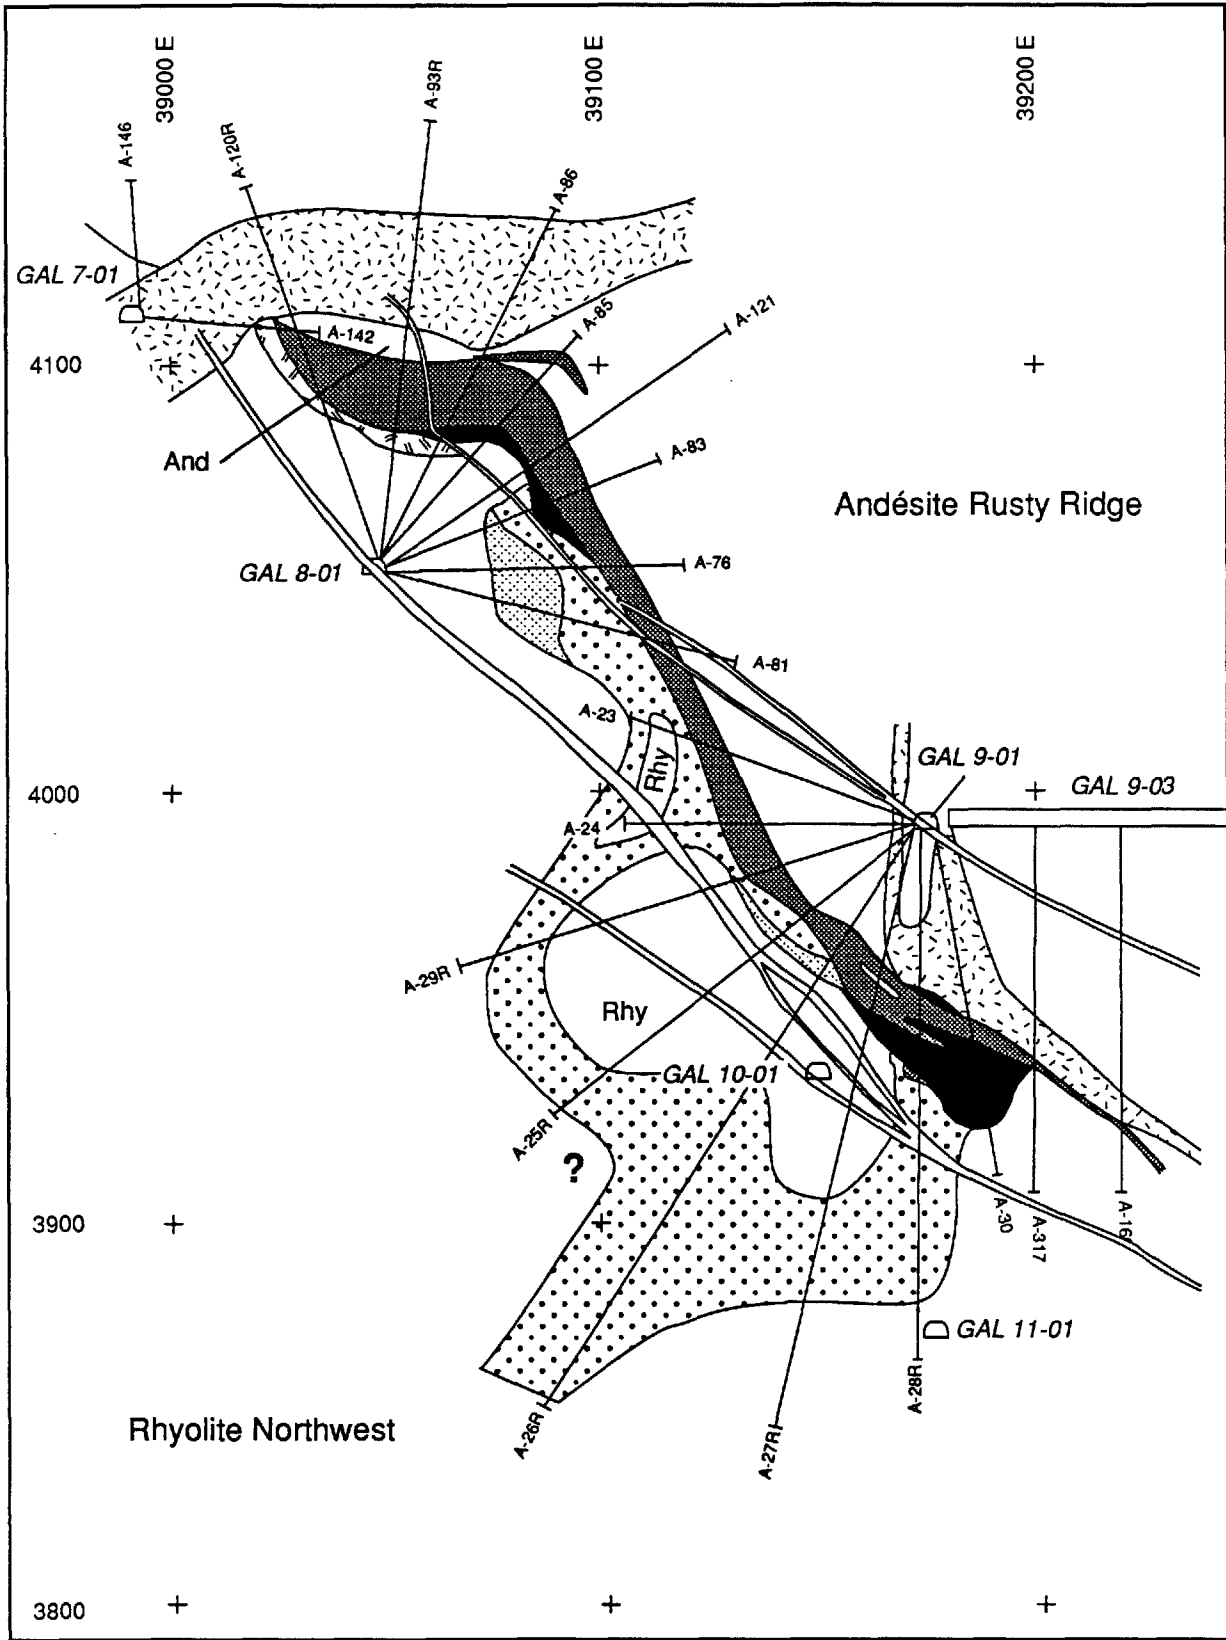 39000 E
39100 E
39200 E
A-146
A-120R
A-93R
A-86
GAL 7-01
A-142
A-85
A-121
4100
And
A-83
Andésite Rusty Ridge
GAL 8-01
A-76
A-81
A-23
Rhy
GAL 9-01
4000
GAL 9-03
A-24
A-29R
Rhy
GAL 10-01
A-25R
?
3900
A-30
A-317
A-16
GAL 11-01
A-28R
A-26R
A-27R
Rhyolite Northwest
3800